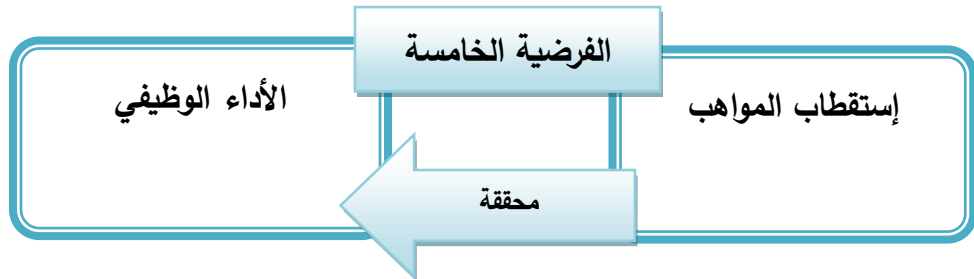 الفرضية الخامسة
إستقطاب المواهب
الأداء الوظيفي
محققة